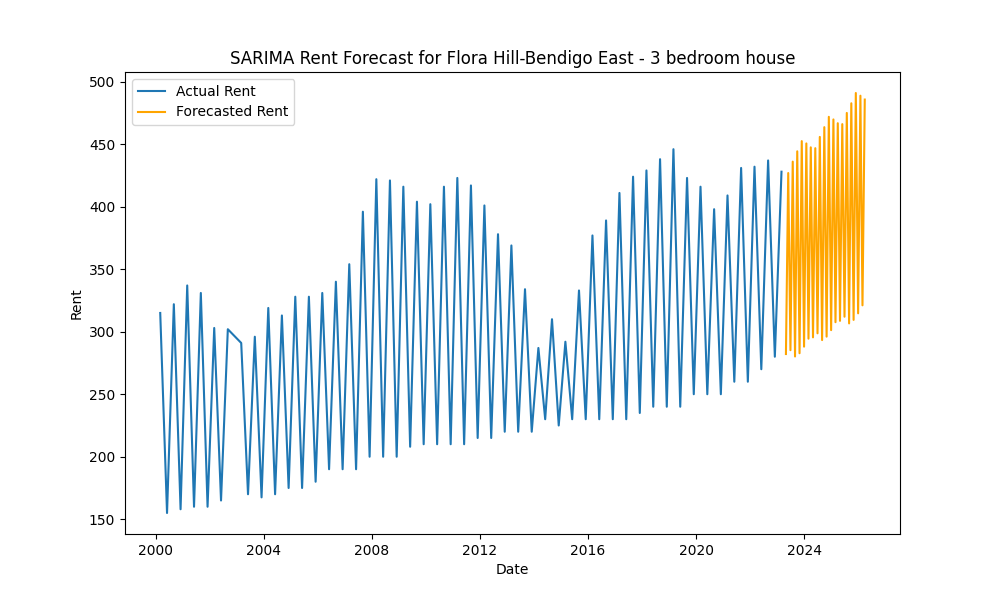 SARIMA Rent Forecast for Flora Hill-Bendigo East - 3 bedroom house
Actual Rent
Forecasted Rent
500
450
400
350
300
250
200
150
Rent
2000 2004 2008 2012 2016 2020 2024
Date